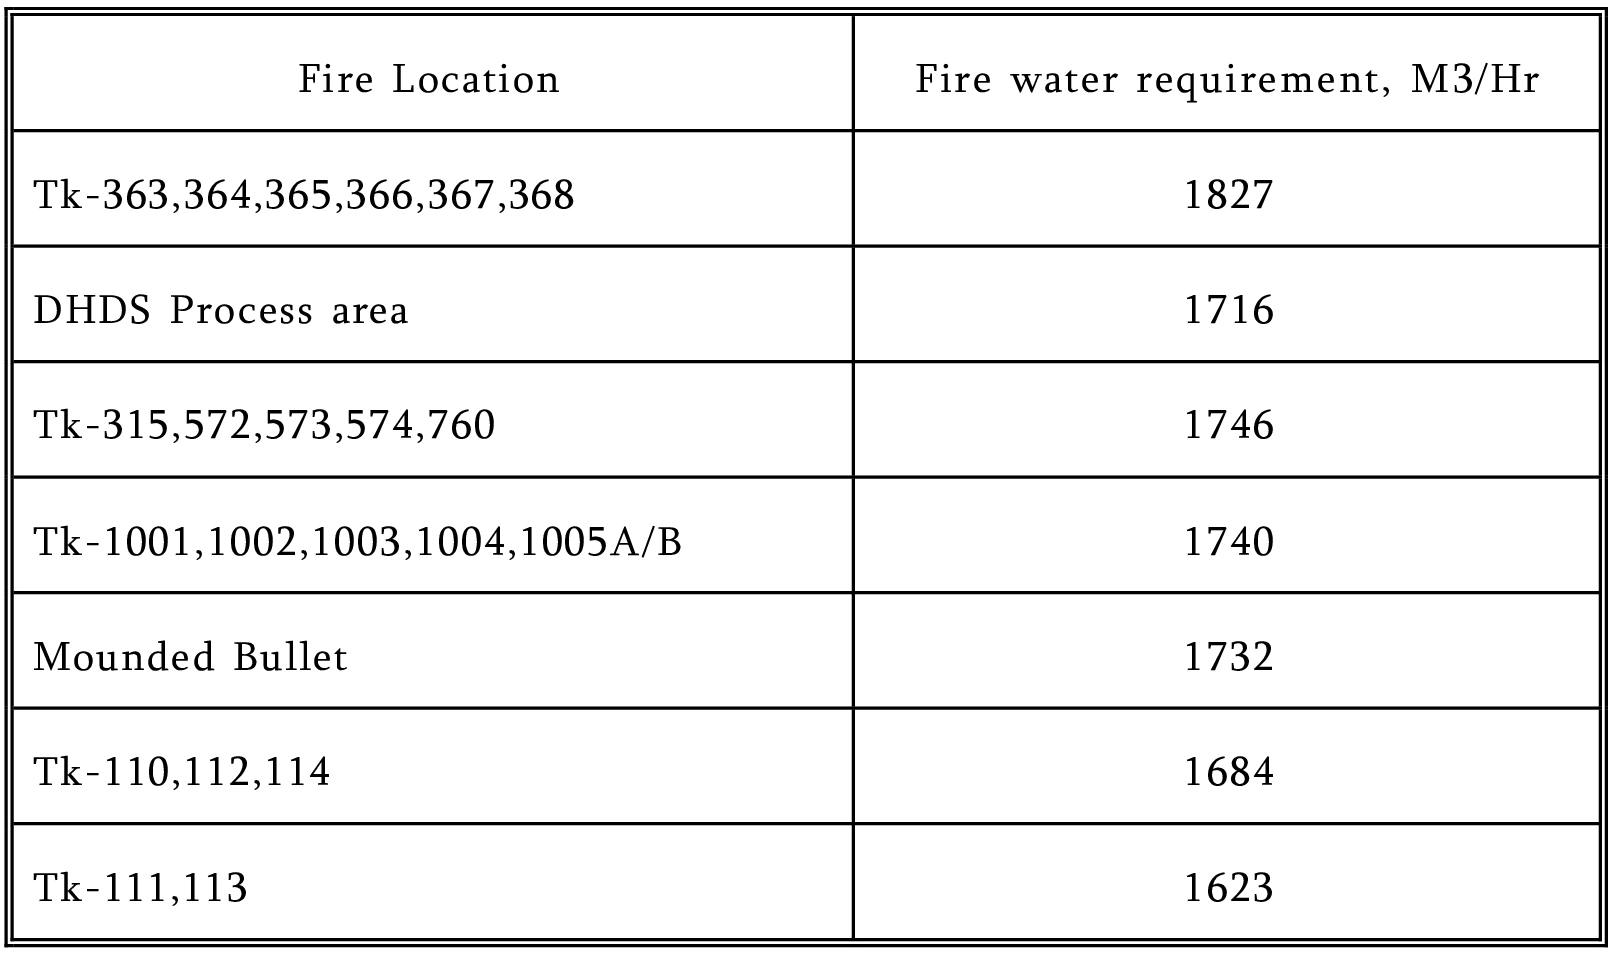 Fire Location Fire water requirement, M3/Hr
Tk-363,364,365,366,367,368 1827
DHDS Process area 1716
Tk-315,572,573,574,760 1746
Tk-1001,1002,1003,1004,1005A/B 1740
Mounded Bullet 1732
Tk-110,112,114 1684
Tk-111,113 1623